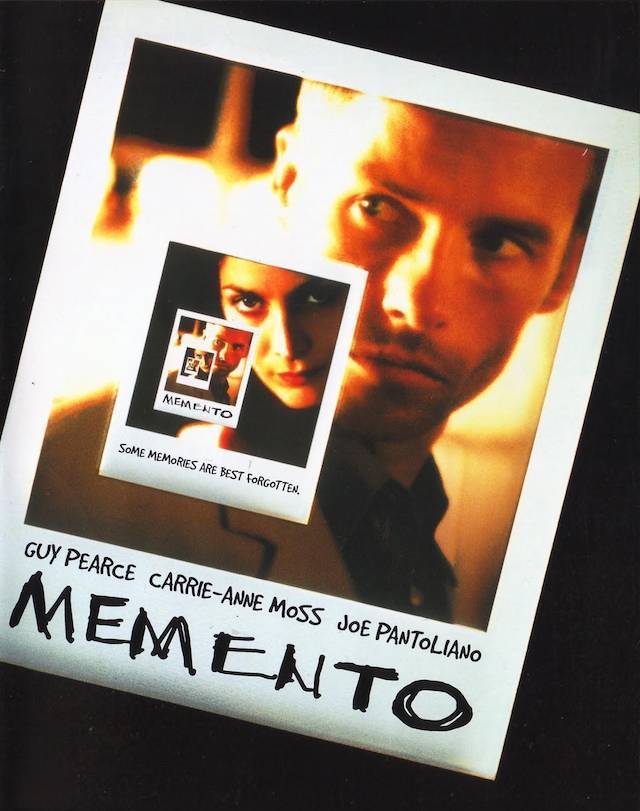 MEMENTO
SOME MEMORIES ARE BEST FORGOTTEN.
GUY PEARCE CARRIE-ANNE MOSS JOE PANTOLIANO
MEMENTO